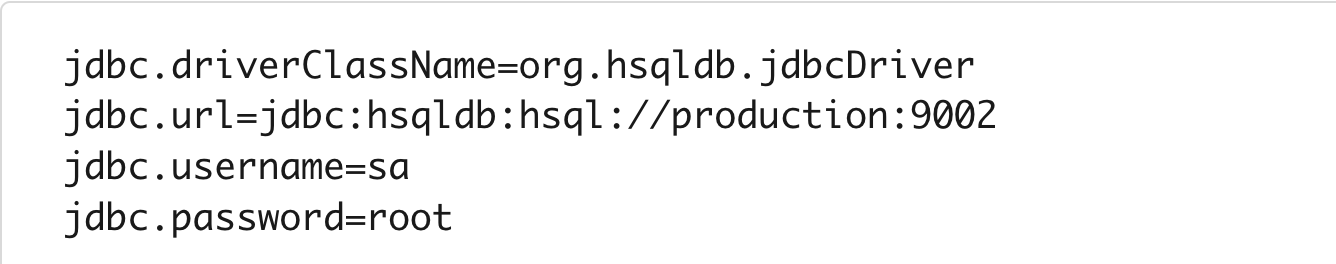 jdbc.driverClassName=org.hsqldb.jdbcDriver
jdbc.url=jdbc:hsqldb:hsql://production:9002
jdbc.username=sa
jdbc.password=root